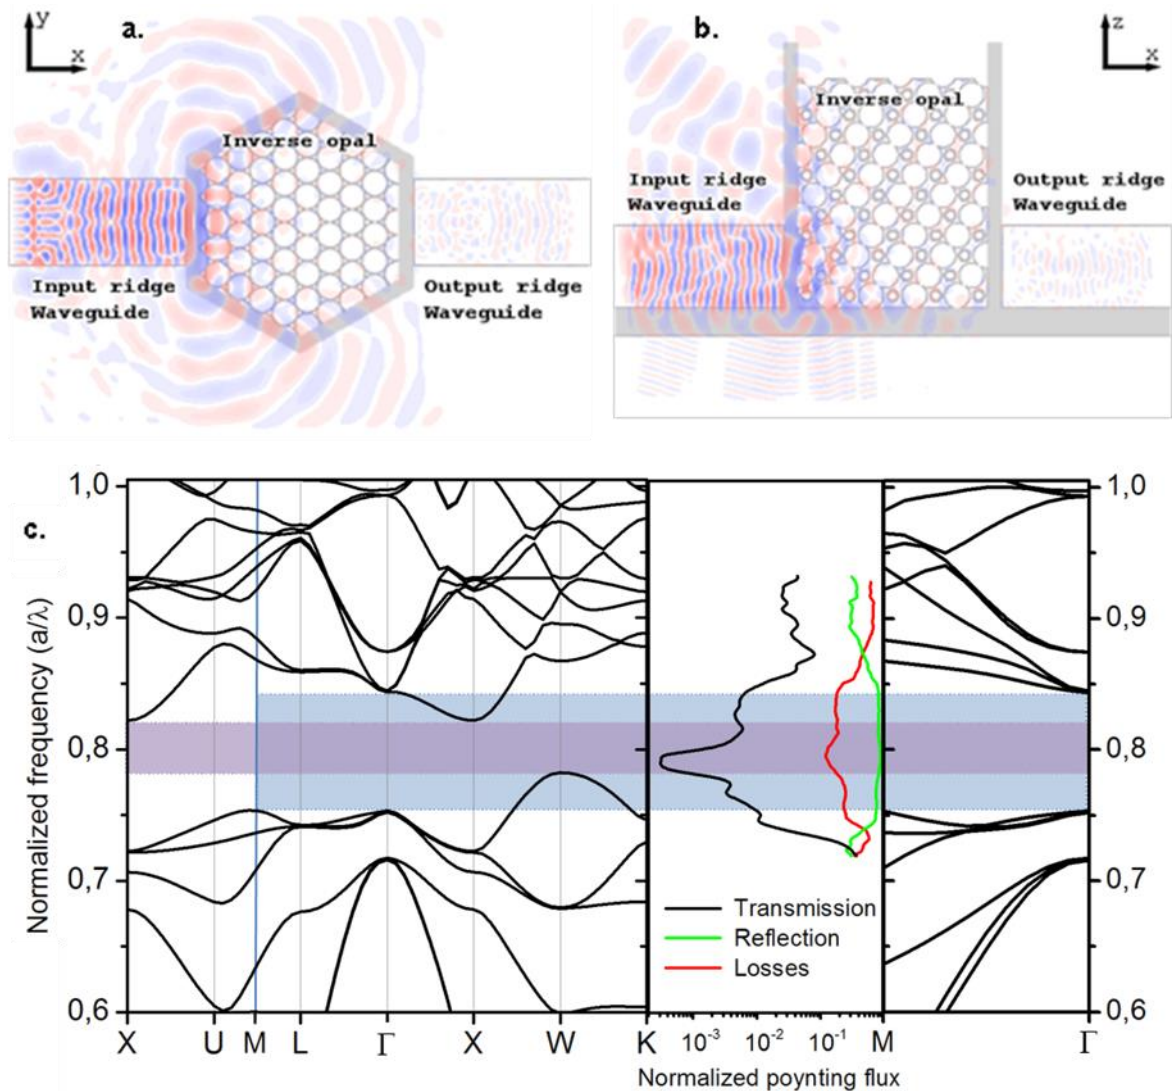 y
a.
x
Inverse opal
Input ridge
Waveguide
Output ridge
Waveguide
b.
z
x
Inverse opal
Input ridge
Waveguide
Output ridge
Waveguide
c.
Normalized frequency (a/λ)
1,0
0,9
0,8
0,7
0,6
X U M L Γ X W K
Transmission
Reflection
Losses
10⁻³ 10⁻² 10⁻¹
Normalized poynting flux
M Γ
1,0
0,9
0,8
0,7
0,6